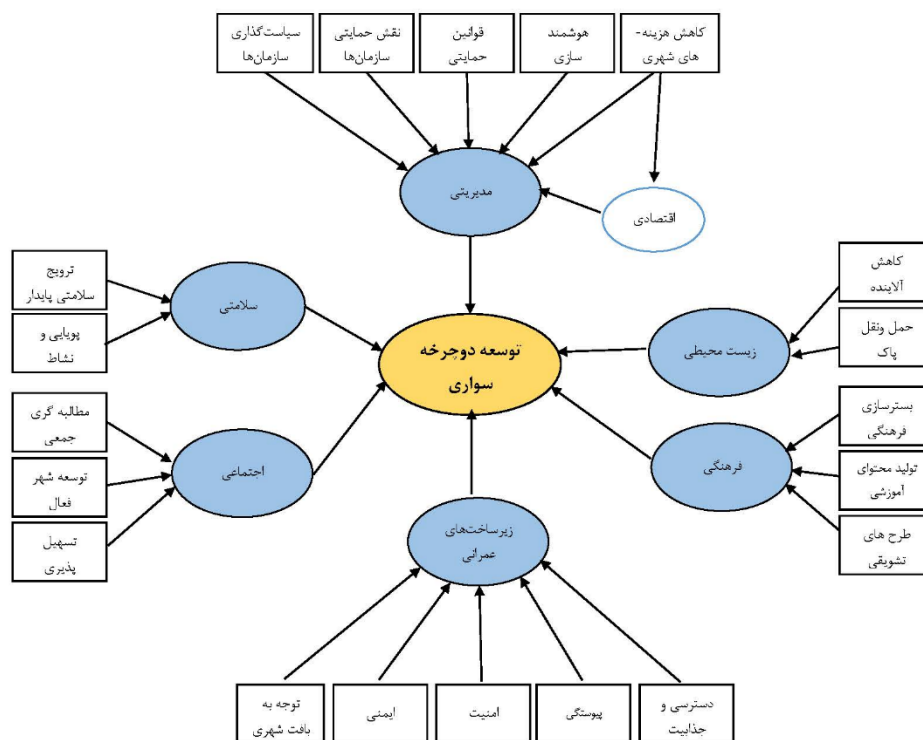 سیاست‌گذاری
سازمان‌ها
نقش حمایتی
سازمان‌ها
قوانین
حمایتی
هوشمند
سازی
کاهش هزینه-
های شهری
مدیریتی
اقتصادی
ترویج
سلامتی پایدار
پویایی و
نشاط
سلامتی
کاهش
آلاینده
حمل ونقل
پاک
زیست محیطی
توسعه دوچرخه
سواری
مطالبه گری
جمعی
توسعه شهر
فعال
تسهیل
پذیری
اجتماعی
بسترسازی
فرهنگی
تولید محتوای
آموزشی
طرح های
تشویقی
فرهنگی
زیرساخت‌های
عمرانی
توجه به
بافت شهری
ایمنی
امنیت
پیوستگی
دسترسی و
جذابیت